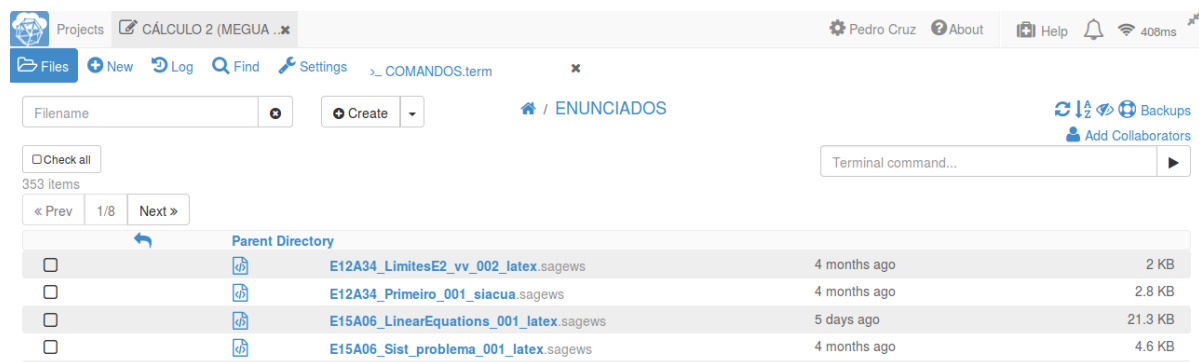 Projects CÁLCULO 2 (MEGUA .. Pedro Cruz About Help 408ms
Files New Log Find Settings >_ COMANDOS.term
Filename Create / ENUNCIADOS Backups
Add Collaborators
Check all Terminal command...
353 items
« Prev 1/8 Next »
Parent Directory
E12A34_LimitesE2_vv_002_latex.sagews 4 months ago 2 KB
E12A34_Primeiro_001_siacua.sagews 4 months ago 2.8 KB
E15A06_LinearEquations_001_latex.sagews 5 days ago 21.3 KB
E15A06_Sist_problema_001_latex.sagews 4 months ago 4.6 KB